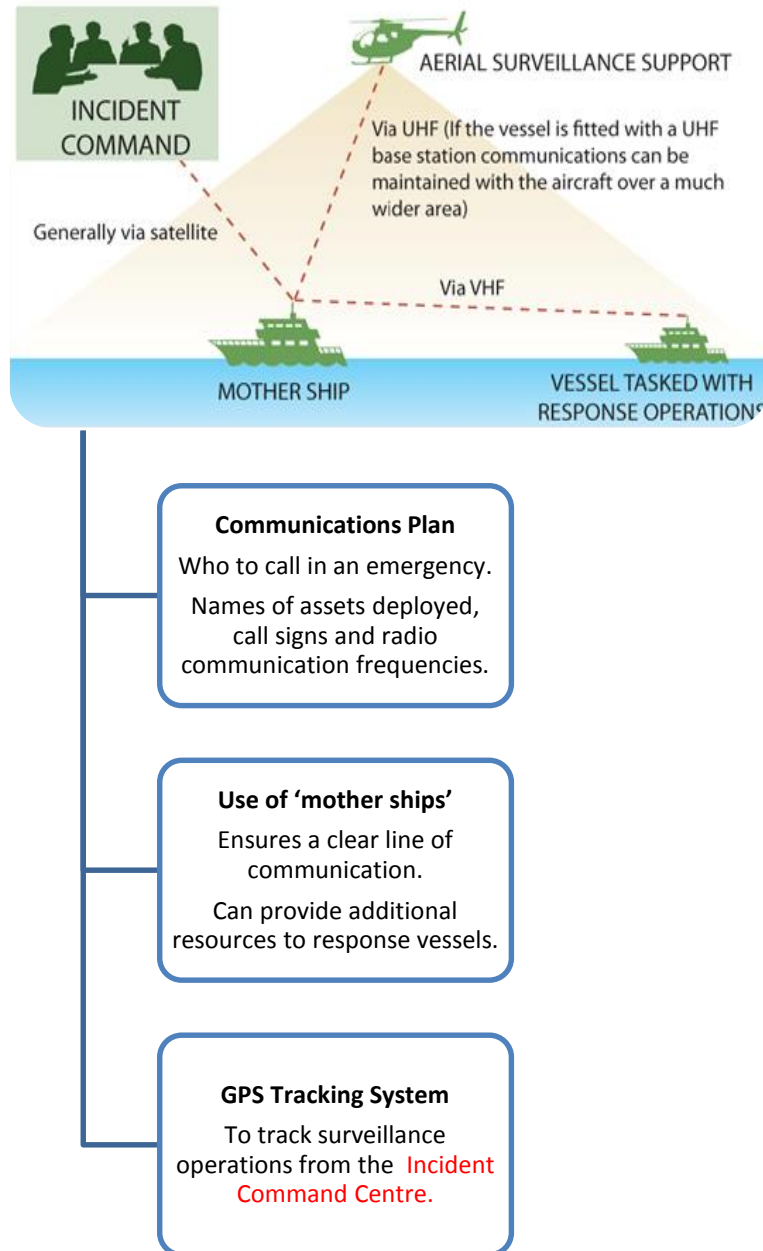 INCIDENT
COMMAND
AERIAL SURVEILLANCE SUPPORT
Via UHF (If the vessel is fitted with a UHF
base station communications can be
maintained with the aircraft over a much
wider area)
Generally via satellite
Via VHF
MOTHER SHIP
VESSEL TASKED WITH
RESPONSE OPERATIONS
Communications Plan
Who to call in an emergency.
Names of assets deployed,
call signs and radio
communication frequencies.
Use of ‘mother ships’
Ensures a clear line of
communication.
Can provide additional
resources to response vessels.
GPS Tracking System
To track surveillance
operations from the Incident
Command Centre.